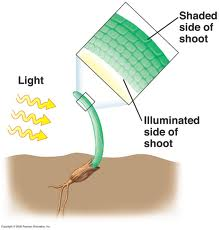 Shaded
side of
shoot
Light
Illuminated
side of
shoot